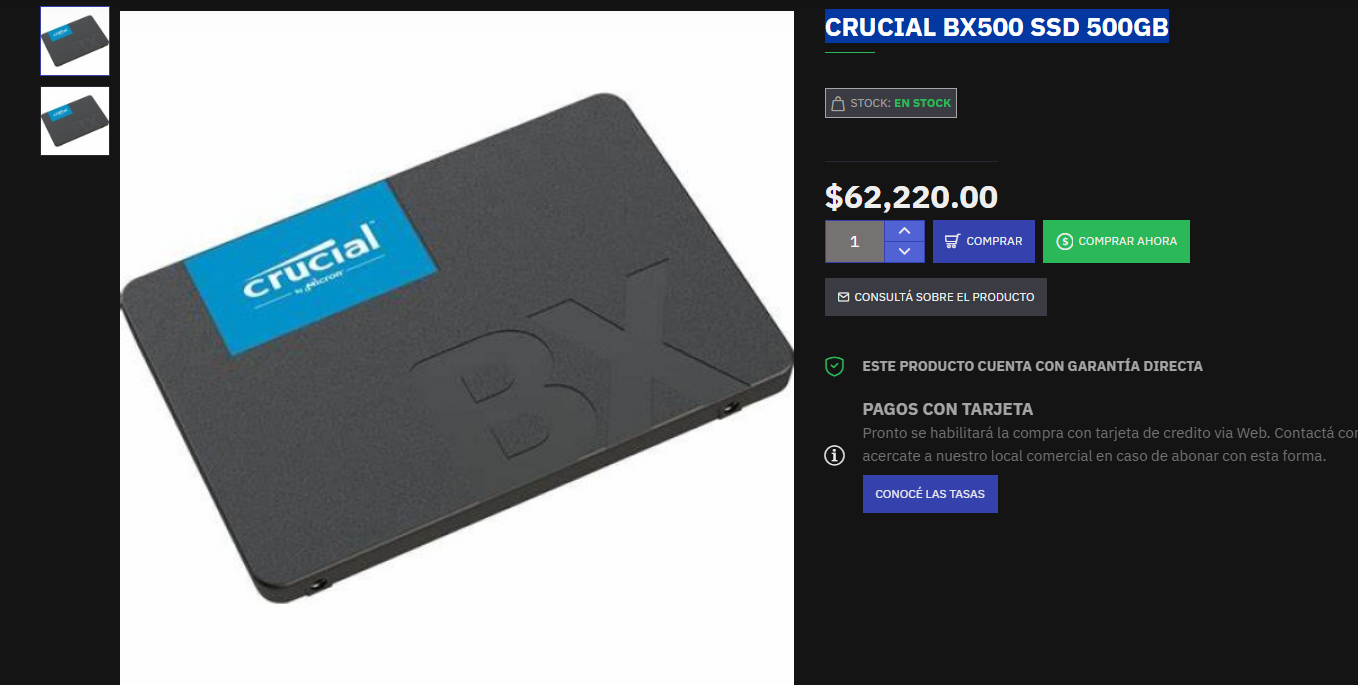 CRUCIAL BX500 SSD 500GB
STOCK: EN STOCK
$62,220.00
1
COMPRAR
COMPRAR AHORA
CONSULTÁ SOBRE EL PRODUCTO
ESTE PRODUCTO CUENTA CON GARANTÍA DIRECTA
PAGOS CON TARJETA
Pronto se habilitará la compra con tarjeta de credito via Web. Contactá
acercate a nuestro local comercial en caso de abonar con esta forma.
CONOCÉ LAS TASAS
crucial
by Micron
BX